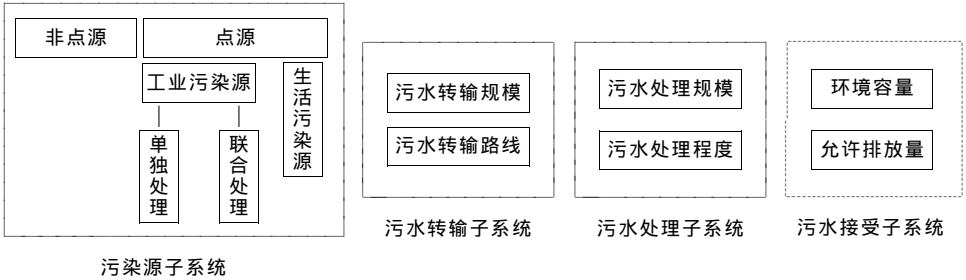 非点源
点源
工业污染源
生活污染源
单独处理
联合处理
污染源子系统
污水转输规模
污水转输路线
污水转输子系统
污水处理规模
污水处理程度
污水处理子系统
环境容量
允许排放量
污水接受子系统